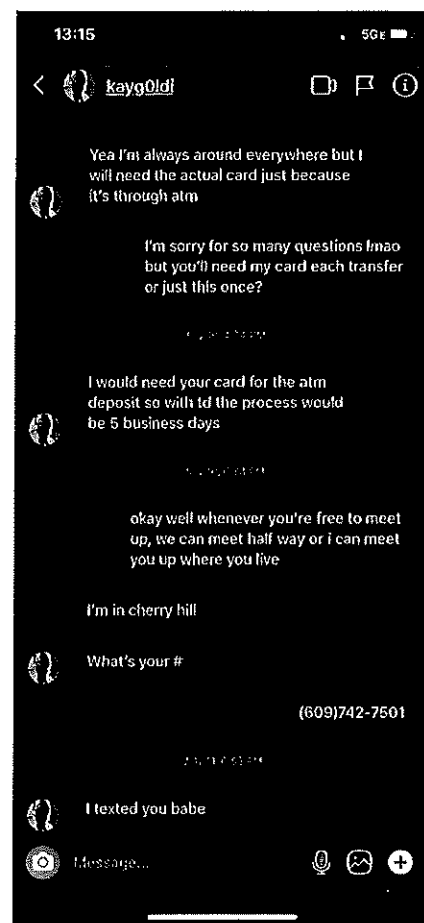 13:15
5GE
kayg0ldl
Yea I'm always around everywhere but I
will need the actual card just because
it's through atm
I'm sorry for so many questions lmao
but you'll need my card each transfer
or just this once?
I would need your card for the atm
deposit so with td the process would
be 5 business days
okay well whenever you're free to meet
up, we can meet half way or i can meet
you up where you live
I'm in cherry hill
What's your #
(609)742-7501
I texted you babe
Message...